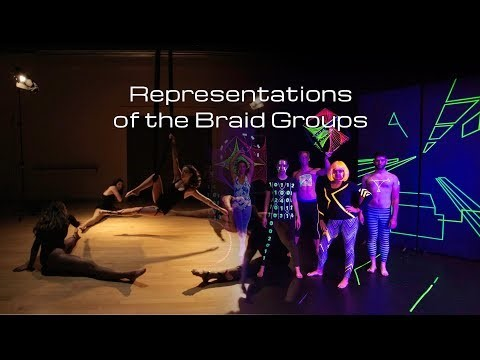 Representations
of the Braid Groups